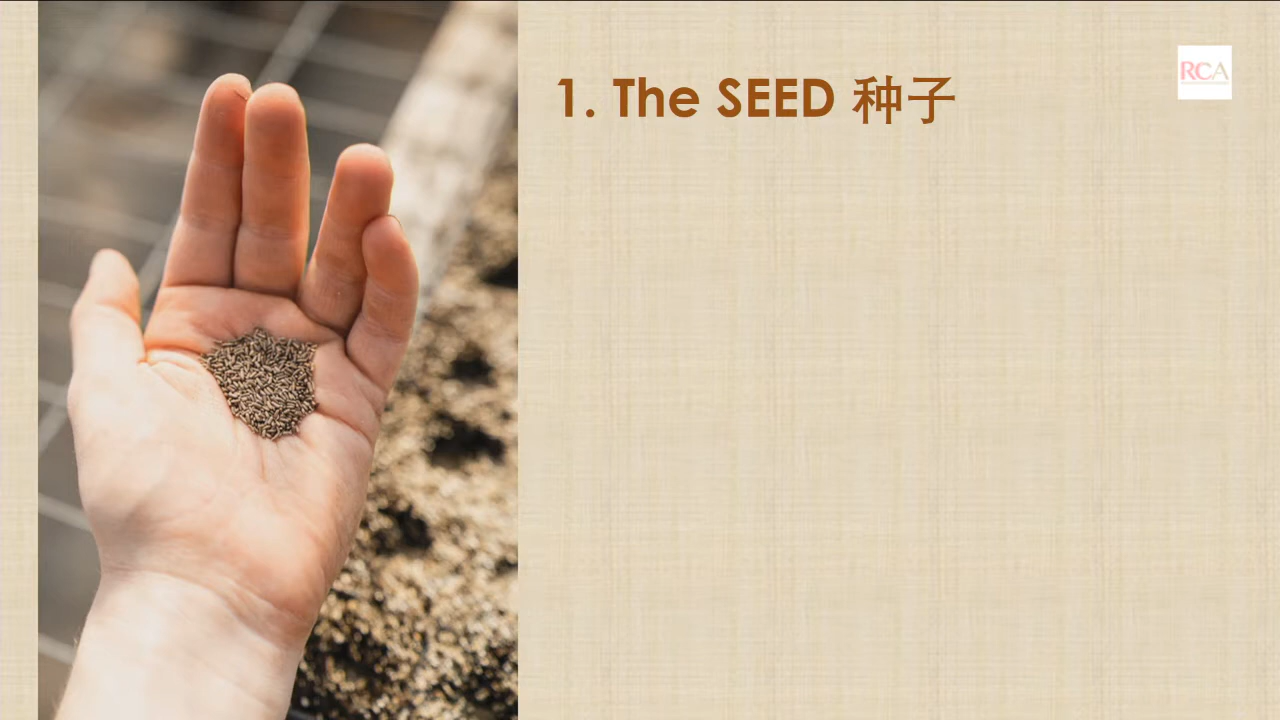 1. The SEED 种子
RCA